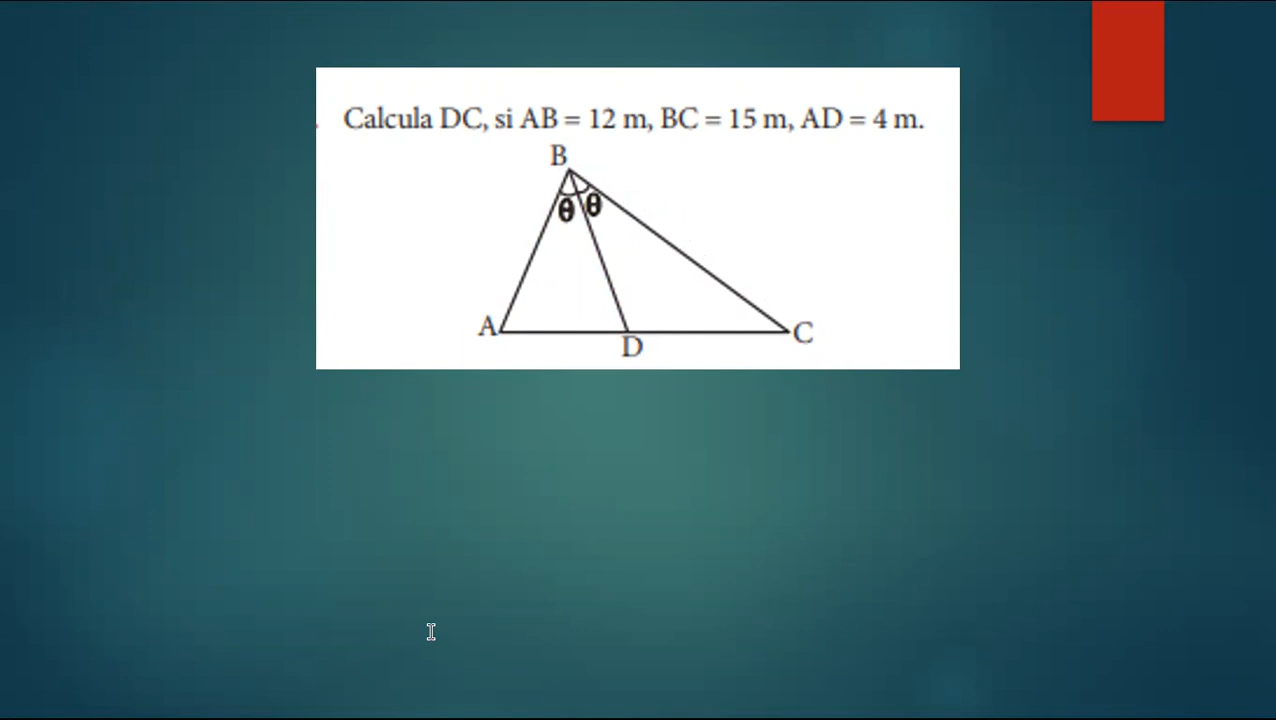 Calcula DC, si AB = 12 m, BC = 15 m, AD = 4 m.
B
θ θ
A
D
C